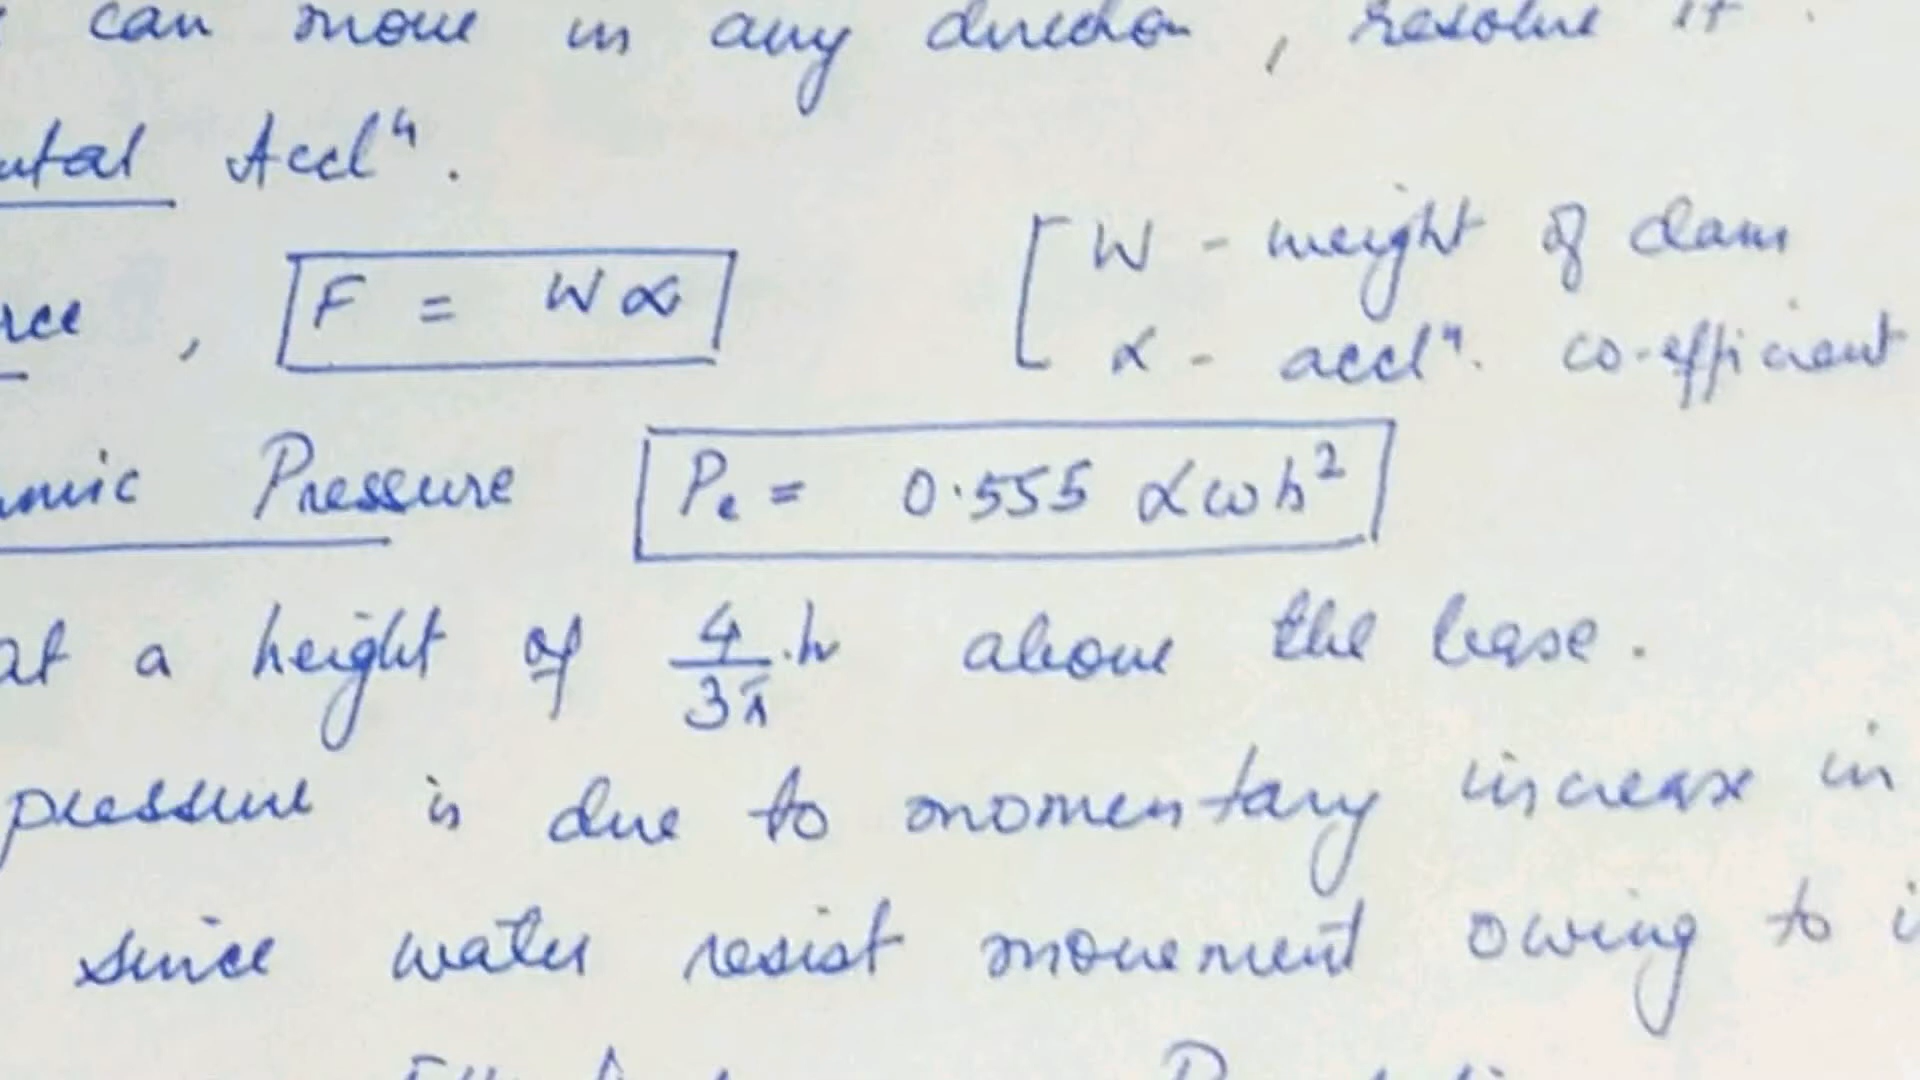 can move in any direction, resolve it
ntal Acclⁿ.
rce, F = Wα [W - weight of dam
α - acclⁿ. co-efficient
amic Pressure Pe = 0.555 αωh²
at a height of 4/3π .h above the base.
pressure is due to momentary increase in
since water resist movement owing to i